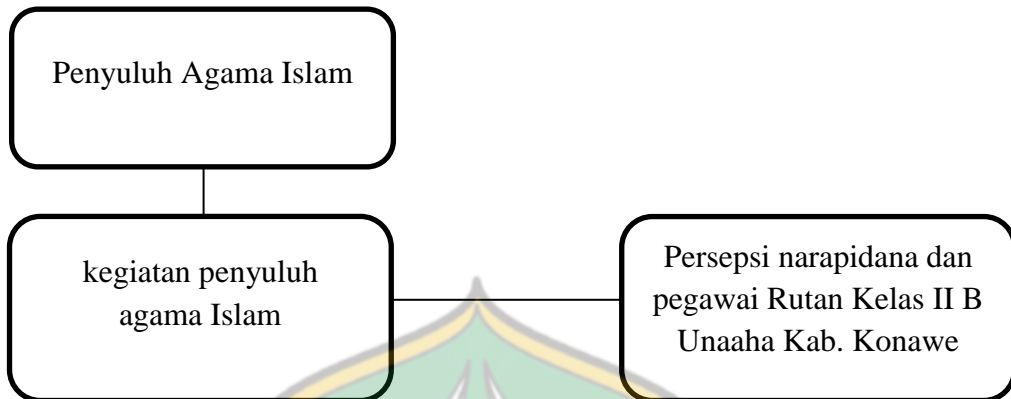 Penyuluh Agama Islam
kegiatan penyuluh
agama Islam
Persepsi narapidana dan
pegawai Rutan Kelas II B
Unaaha Kab. Konawe